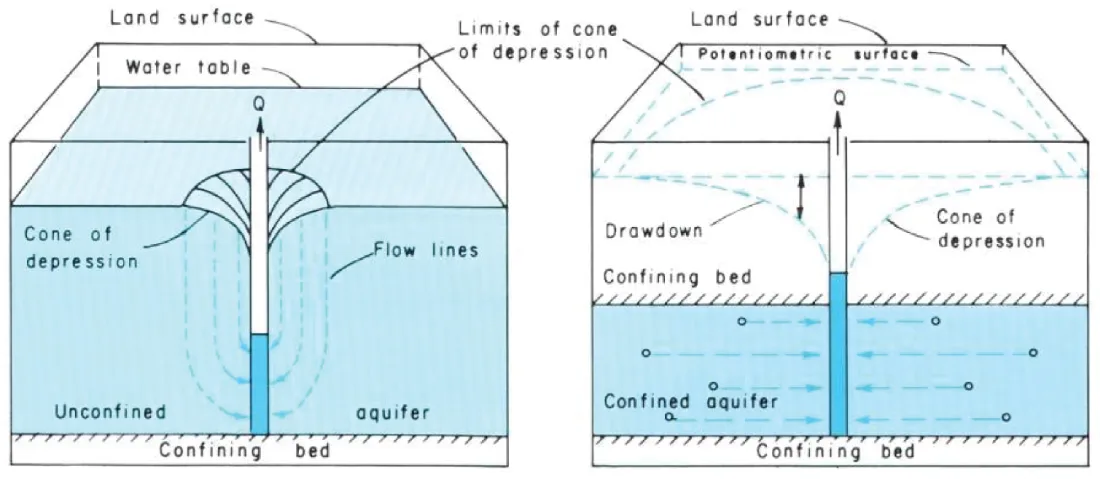 Land surface
Water table
Limits of cone
of depression
Q
Cone of
depression
Flow lines
Unconfined aquifer
Confining bed
Land surface
Potentiometric surface
Q
Drawdown
Cone of
depression
Confining bed
Confined aquifer
Confining bed